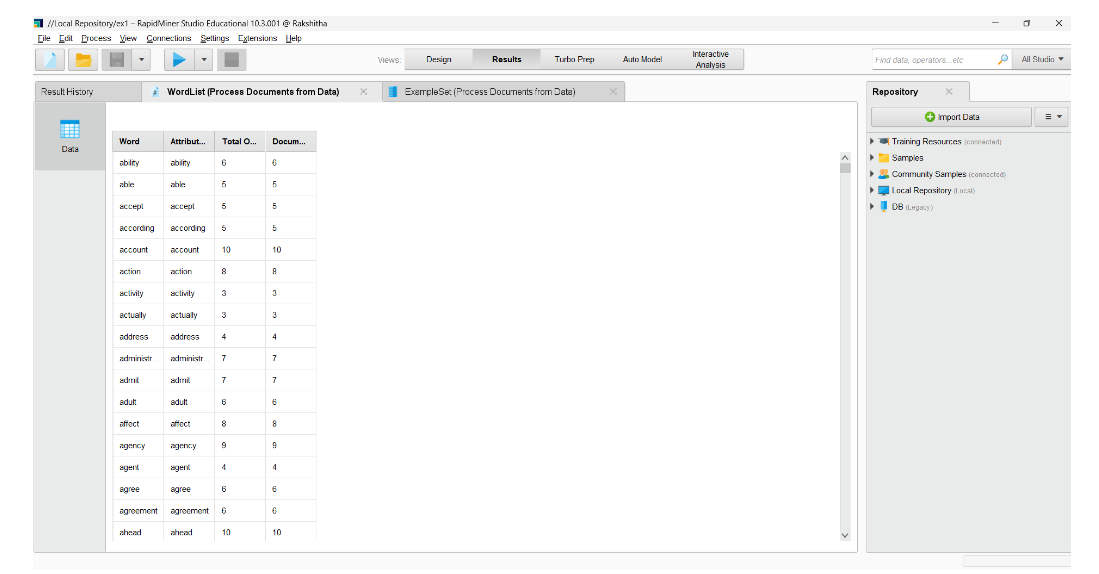 //Local Repository/ex1 – RapidMiner Studio Educational 10.3.001 @ Rakshitha
File Edit Process View Connections Settings Extensions Help
Views: Design Results Turbo Prep Auto Model Interactive Analysis Find data, operators...etc All Studio
Result History WordList (Process Documents from Data) ExampleSet (Process Documents from Data) Repository
Import Data
Data
Word Attribut... Total O... Docum...
ability ability 6 6
able able 5 5
accept accept 5 5
according according 5 5
account account 10 10
action action 8 8
activity activity 3 3
actually actually 3 3
address address 4 4
administr... administr... 7 7
admit admit 7 7
adult adult 6 6
affect affect 8 8
agency agency 9 9
agent agent 4 4
agree agree 6 6
agreement agreement 6 6
ahead ahead 10 10
Training Resources (connected)
Samples
Community Samples (connected)
Local Repository (Local)
DB (Legacy)